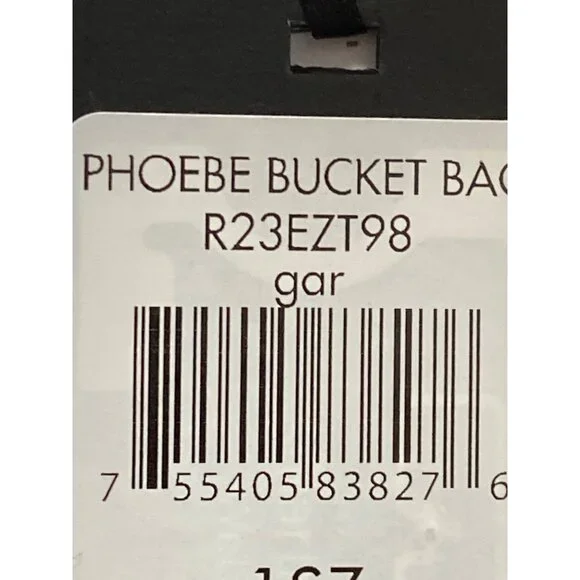 PHOEBE BUCKET BAG
R23EZT98
gar
7 55405 83827 6